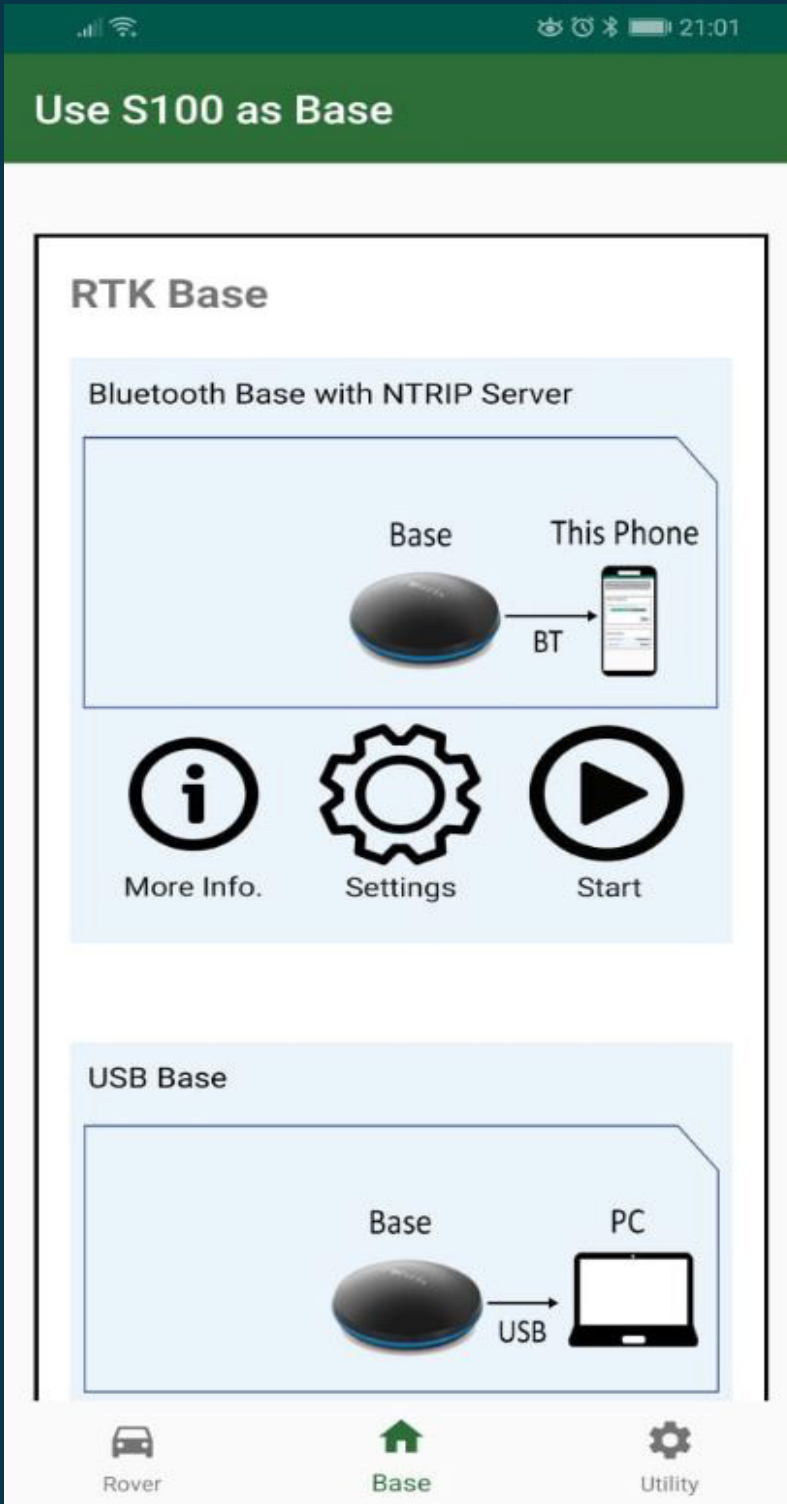 21:01
Use S100 as Base
RTK Base
Bluetooth Base with NTRIP Server
Base This Phone
BT
More Info. Settings Start
USB Base
Base PC
USB
Rover Base Utility